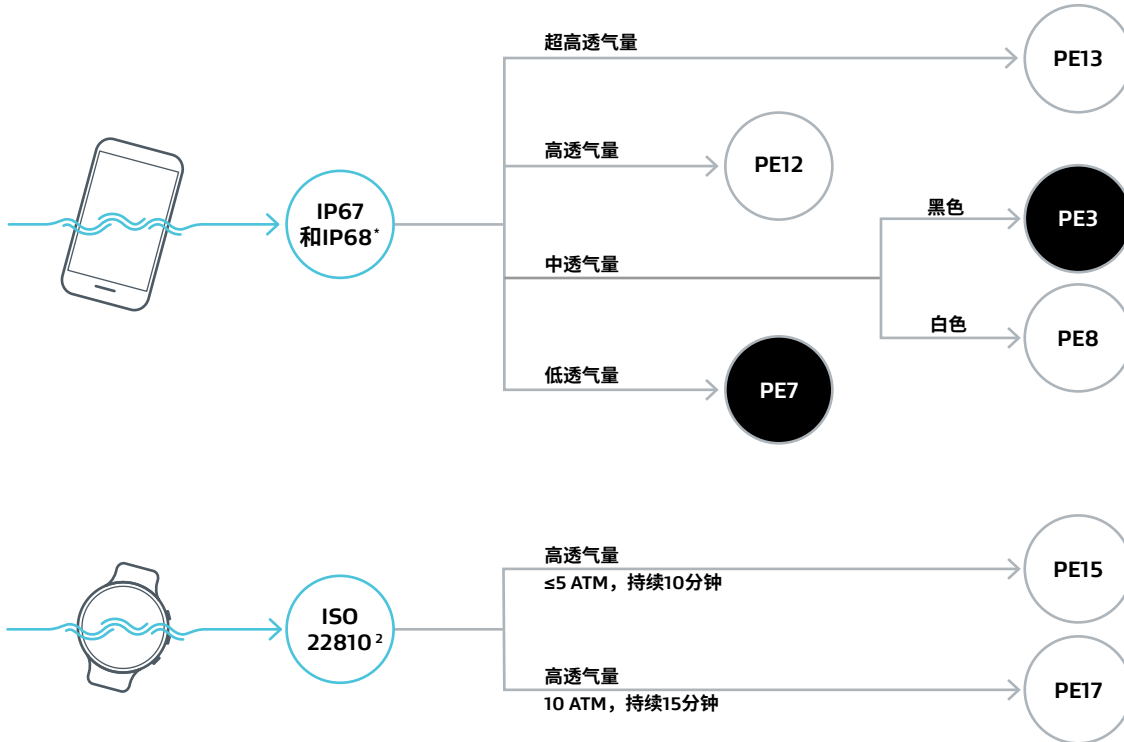 超高透气量
PE13
高透气量
PE12
IP67
和IP68*
黑色
PE3
中透气量
白色
PE8
低透气量
PE7
高透气量
≤5 ATM，持续10分钟
PE15
ISO
22810²
高透气量
10 ATM，持续15分钟
PE17